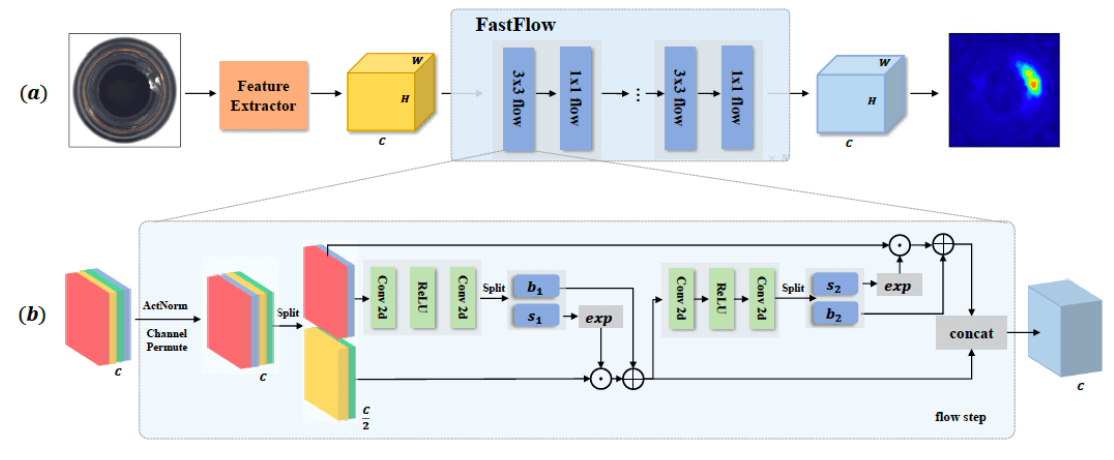 FastFlow
(a)
Feature
Extractor
W
H
C
3x3 flow
1x1 flow
...
3x3 flow
1x1 flow
W
H
C
(b)
C
ActNorm
Channel
Permute
C
Split
C
2
Conv 2d
ReLU
Conv 2d
Split
b1
s1
exp
Conv 2d
ReLU
Conv 2d
Split
s2
b2
exp
concat
C
flow step